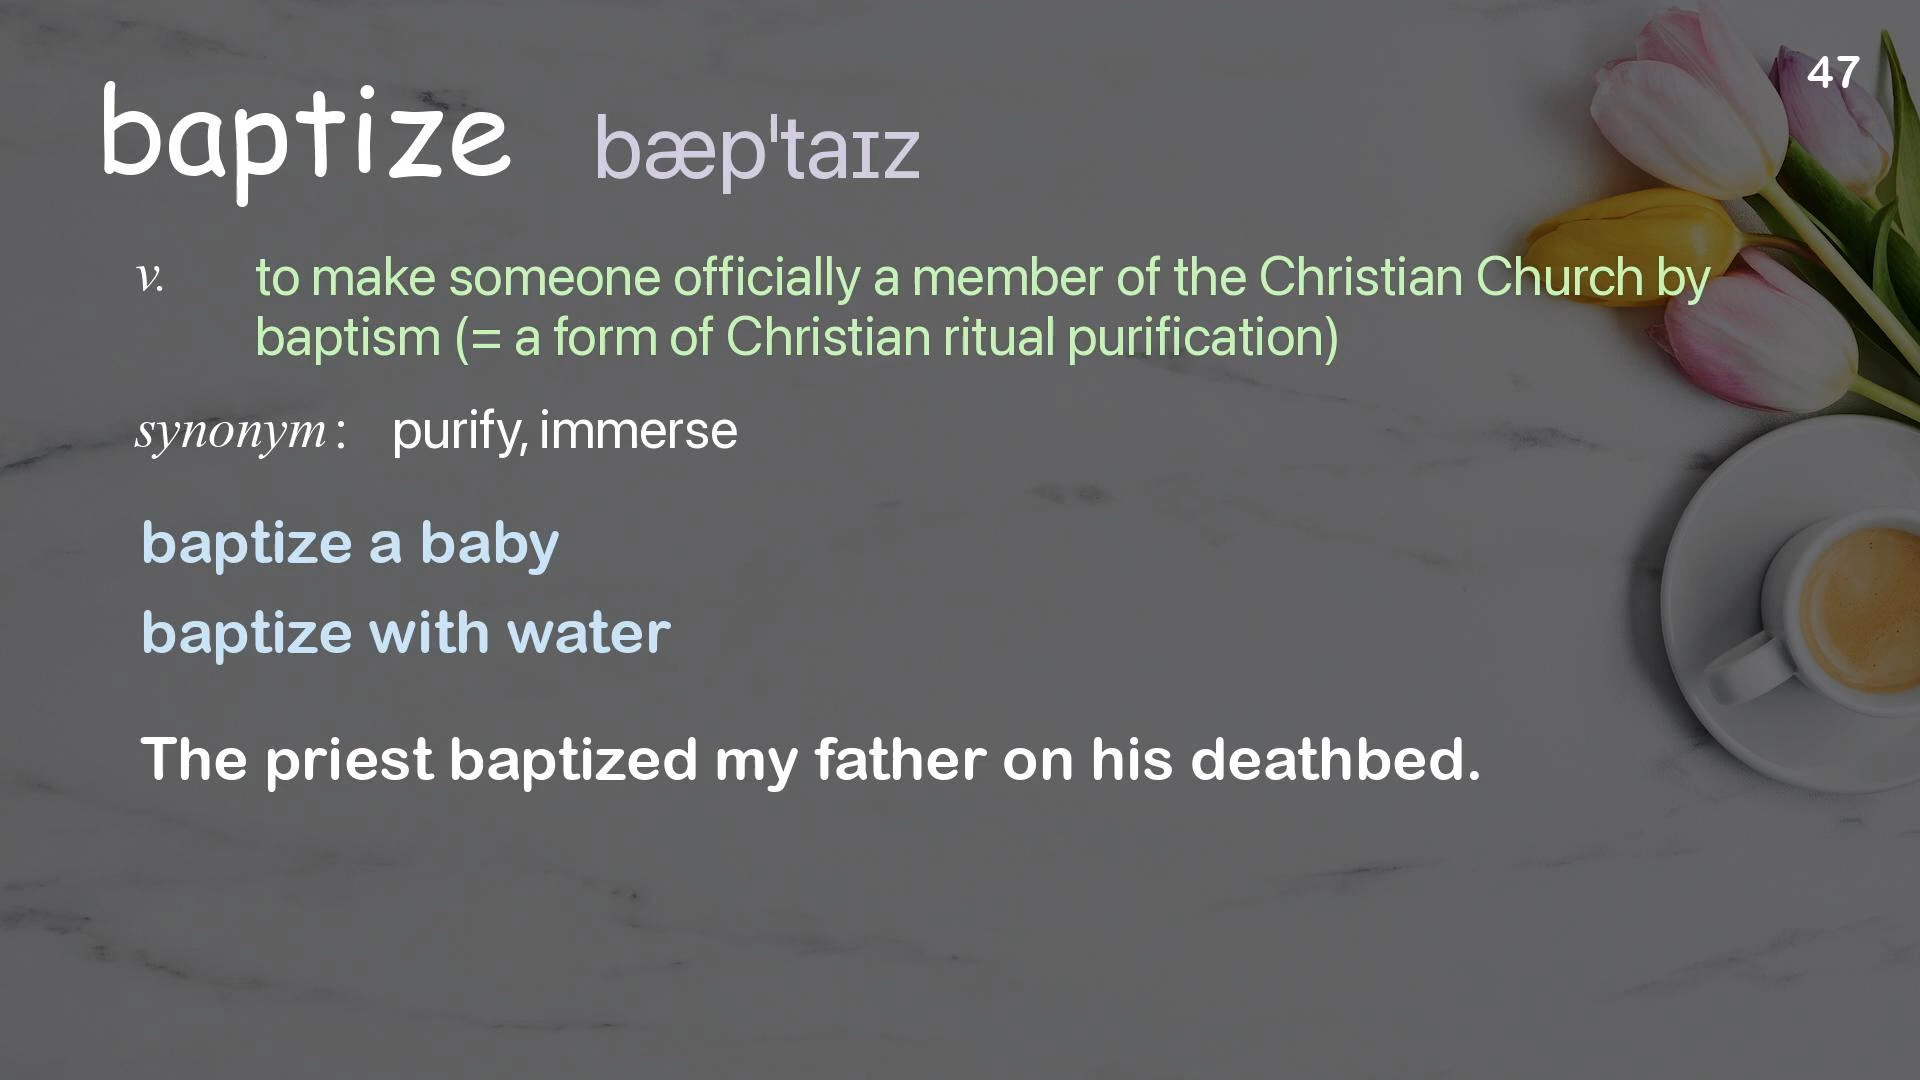 47
baptize bæpˈtaɪz
v. to make someone officially a member of the Christian Church by
baptism (= a form of Christian ritual purification)
synonym: purify, immerse
baptize a baby
baptize with water
The priest baptized my father on his deathbed.